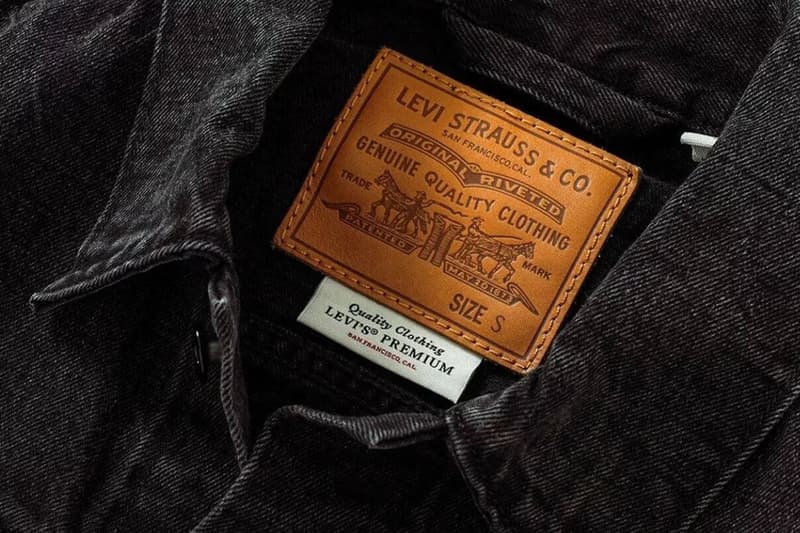 LEVI STRAUSS & CO.
SAN FRANCISCO, CAL.
ORIGINAL RIVETED
GENUINE QUALITY CLOTHING
TRADE MARK
PATENTED MAY 20 1873
SIZE S
Quality Clothing
LEVI'S® PREMIUM
SAN FRANCISCO, CAL.